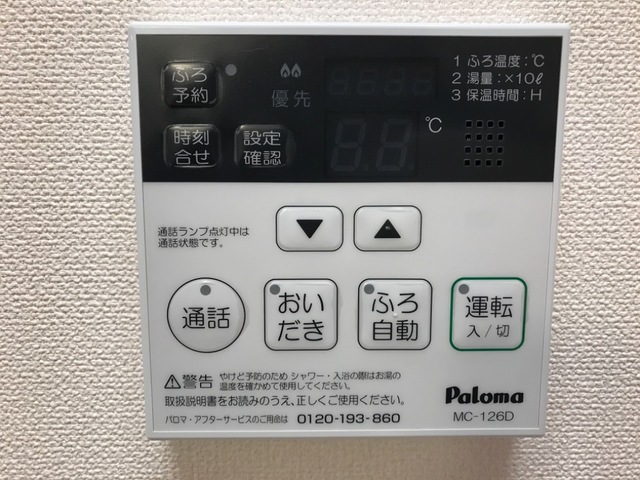 ふろ
予約
優先
1 ふろ温度:℃
2 湯量:×10ℓ
3 保温時間:H
時刻
合せ
設定
確認
88
℃
通話ランプ点灯中は
通話状態です。
▼
▲
通話
おい
だき
ふろ
自動
運転
入/切
⚠警告
やけど予防のため シャワー・入浴の際はお湯の
温度を確かめて使用してください。
取扱説明書をお読みのうえ、正しくご使用ください。
パロマ・アフターサービスのご用命は 0120-193-860
Paloma
MC-126D